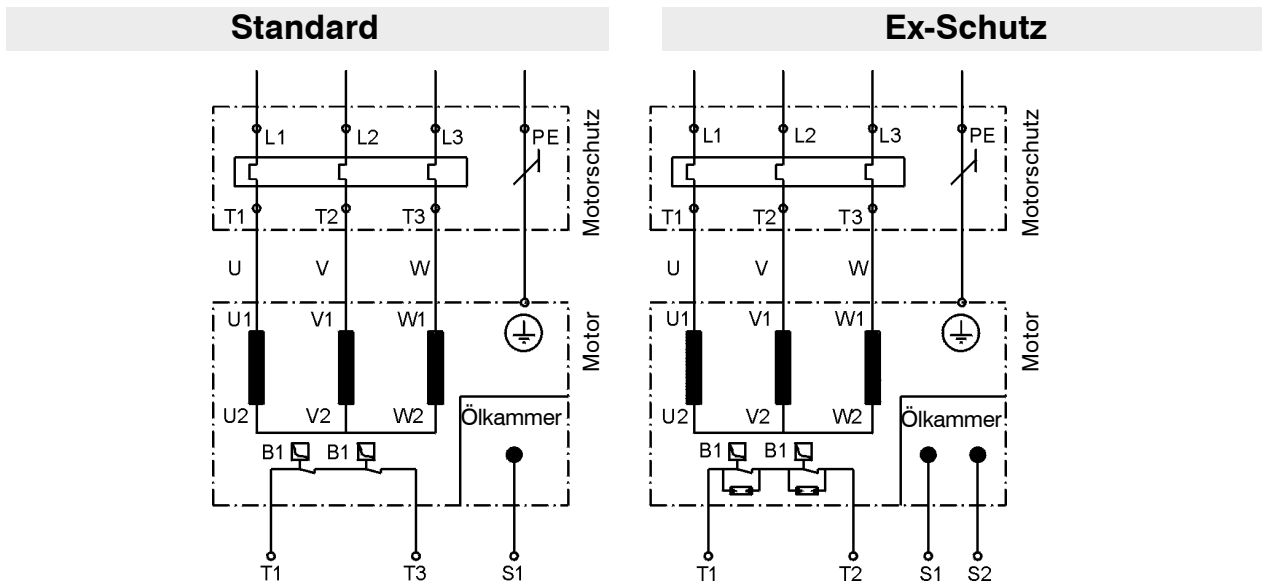 Standard
L1 L2 L3 PE
T1 T2 T3
Motorschutz
U V W
U1 V1 W1
Motor
U2 V2 W2
Ölkammer
B1 B1
T1 T3 S1
Ex-Schutz
L1 L2 L3 PE
T1 T2 T3
Motorschutz
U V W
U1 V1 W1
Motor
U2 V2 W2
Ölkammer
B1 B1
T1 T2 S1 S2